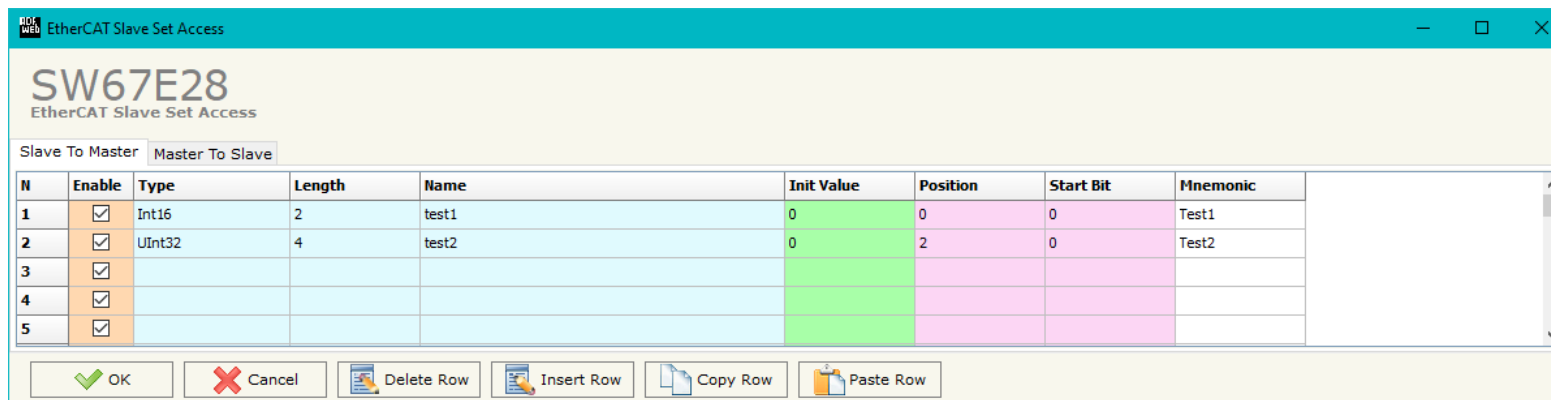 ADF
WEB EtherCAT Slave Set Access
SW67E28
EtherCAT Slave Set Access
Slave To Master Master To Slave
N Enable Type Length Name Init Value Position Start Bit Mnemonic
1 Int16 2 test1 0 0 0 Test1
2 UInt32 4 test2 0 2 0 Test2
3
4
5
OK Cancel Delete Row Insert Row Copy Row Paste Row